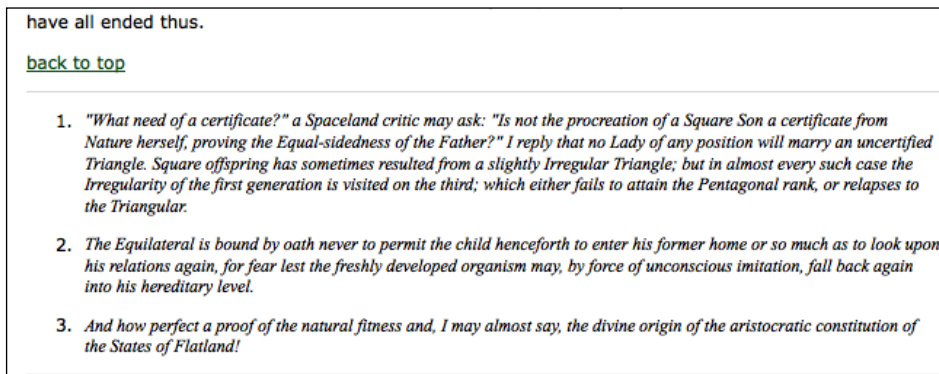 have all ended thus.
back to top
1. "What need of a certificate?" a Spaceland critic may ask: "Is not the procreation of a Square Son a certificate from
Nature herself, proving the Equal-sidedness of the Father?" I reply that no Lady of any position will marry an uncertified
Triangle. Square offspring has sometimes resulted from a slightly Irregular Triangle; but in almost every such case the
Irregularity of the first generation is visited on the third; which either fails to attain the Pentagonal rank, or relapses to
the Triangular.
2. The Equilateral is bound by oath never to permit the child henceforth to enter his former home or so much as to look upon
his relations again, for fear lest the freshly developed organism may, by force of unconscious imitation, fall back again
into his hereditary level.
3. And how perfect a proof of the natural fitness and, I may almost say, the divine origin of the aristocratic constitution of
the States of Flatland!